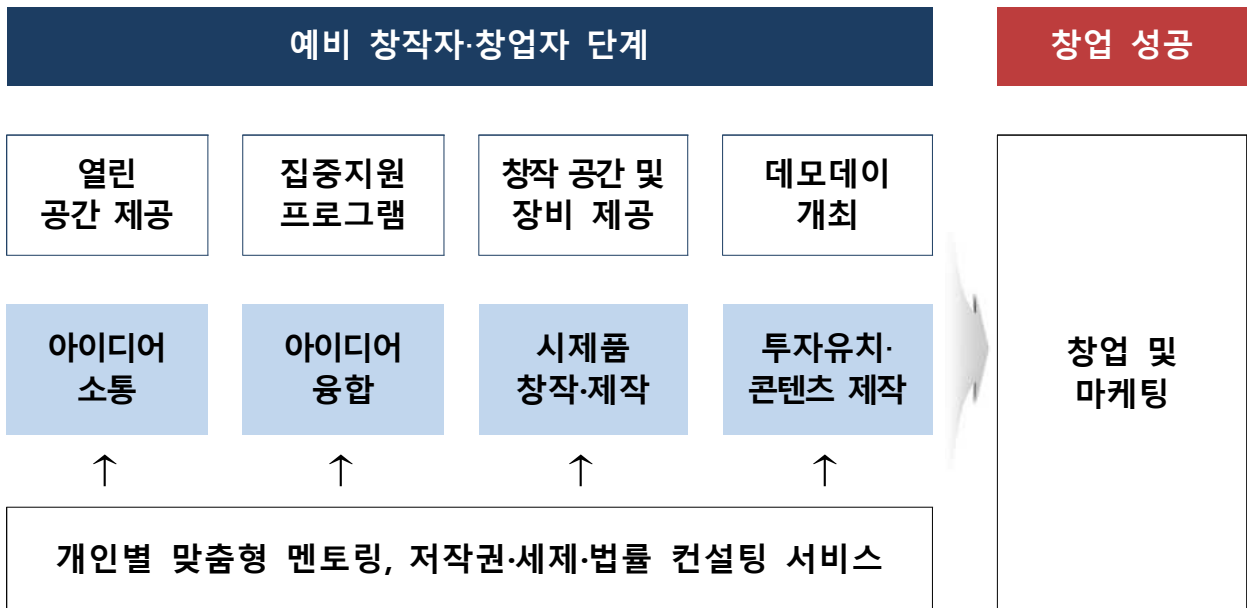 예비 창작자·창업자 단계
창업 성공
열린
공간 제공
집중지원
프로그램
창작 공간 및
장비 제공
데모데이
개최
아이디어
소통
아이디어
융합
시제품
창작·제작
투자유치·
콘텐츠 제작
창업 및
마케팅
↑ ↑ ↑ ↑
개인별 맞춤형 멘토링, 저작권·세제·법률 컨설팅 서비스